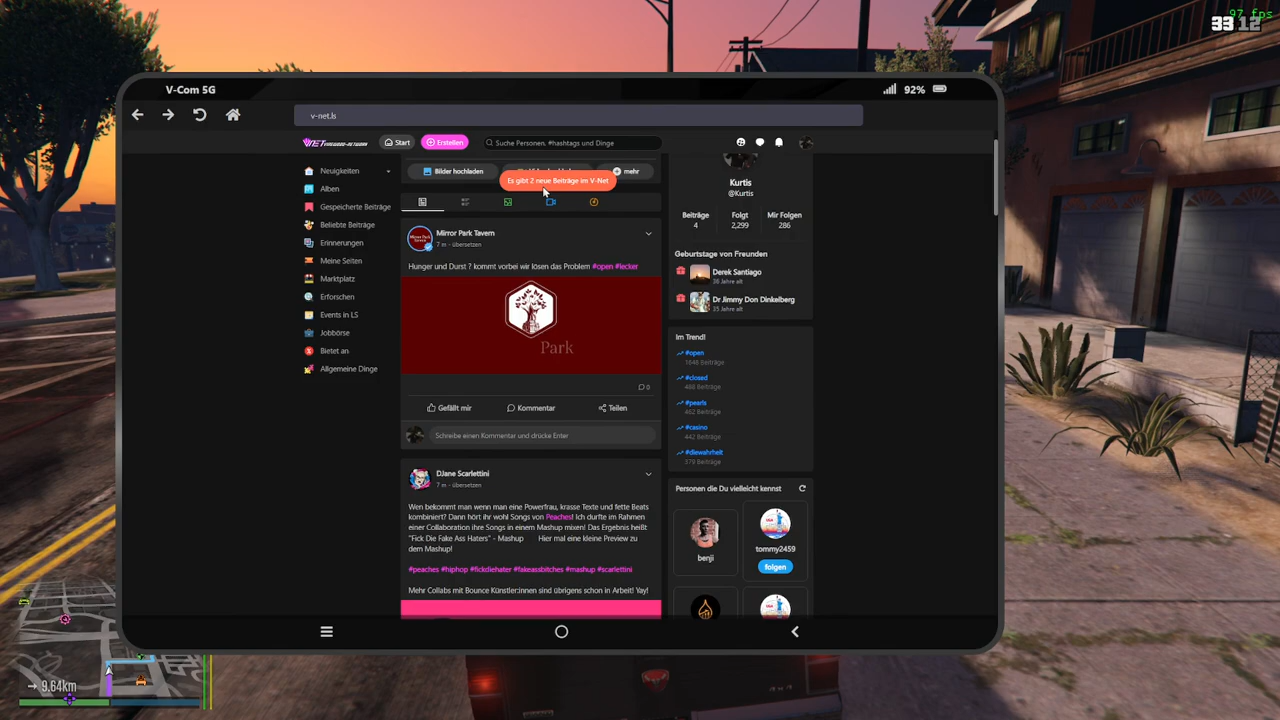 97 fps
33 12
V-Com 5G
92%
v-net.ls
VNET
Start
Erstellen
Suche Personen, #hashtags und Dinge
Neuigkeiten
Alben
Gespeicherte Beiträge
Beliebte Beiträge
Erinnerungen
Meine Seiten
Marktplatz
Erforschen
Events in LS
Jobbörse
Bietet an
Allgemeine Dinge
Bilder hochladen
mehr
Es gibt 2 neue Beiträge im V-Net
Mirror Park Tavern
7 m - übersetzen
Hunger und Durst ? kommt vorbei wir lösen das Problem #open #lecker
Park
0
Gefällt mir
Kommentar
Teilen
Schreibe einen Kommentar und drücke Enter
DJane Scarlettini
7 m - übersetzen
Wen bekommt man wenn man eine Powerfrau, krasse Texte und fette Beats
kombiniert? Dann hört ihr wohl Songs von Peaches! Ich durfte im Rahmen
einer Collaboration ihre Songs in einem Mashup mixen! Das Ergebnis heißt
"Fick Die Fake Ass Haters" - Mashup Hier mal eine kleine Preview zu
dem Mashup!
#peaches #hiphop #fickdiehater #fakeassbitches #mashup #scarlettini
Mehr Collabs mit Bounce Künstler:innen sind übrigens schon in Arbeit! Yay!
Kurtis
@Kurtis
Beiträge
4
Folgt
2,299
Mir Folgen
286
Geburtstage von Freunden
Derek Santiago
36 Jahre alt
Dr Jimmy Don Dinkelberg
35 Jahre alt
Im Trend!
#open
1648 Beiträge
#closed
488 Beiträge
#pearls
462 Beiträge
#casino
442 Beiträge
#diewahrheit
379 Beiträge
Personen die Du vielleicht kennst
benji
tommy2459
folgen
9.64km